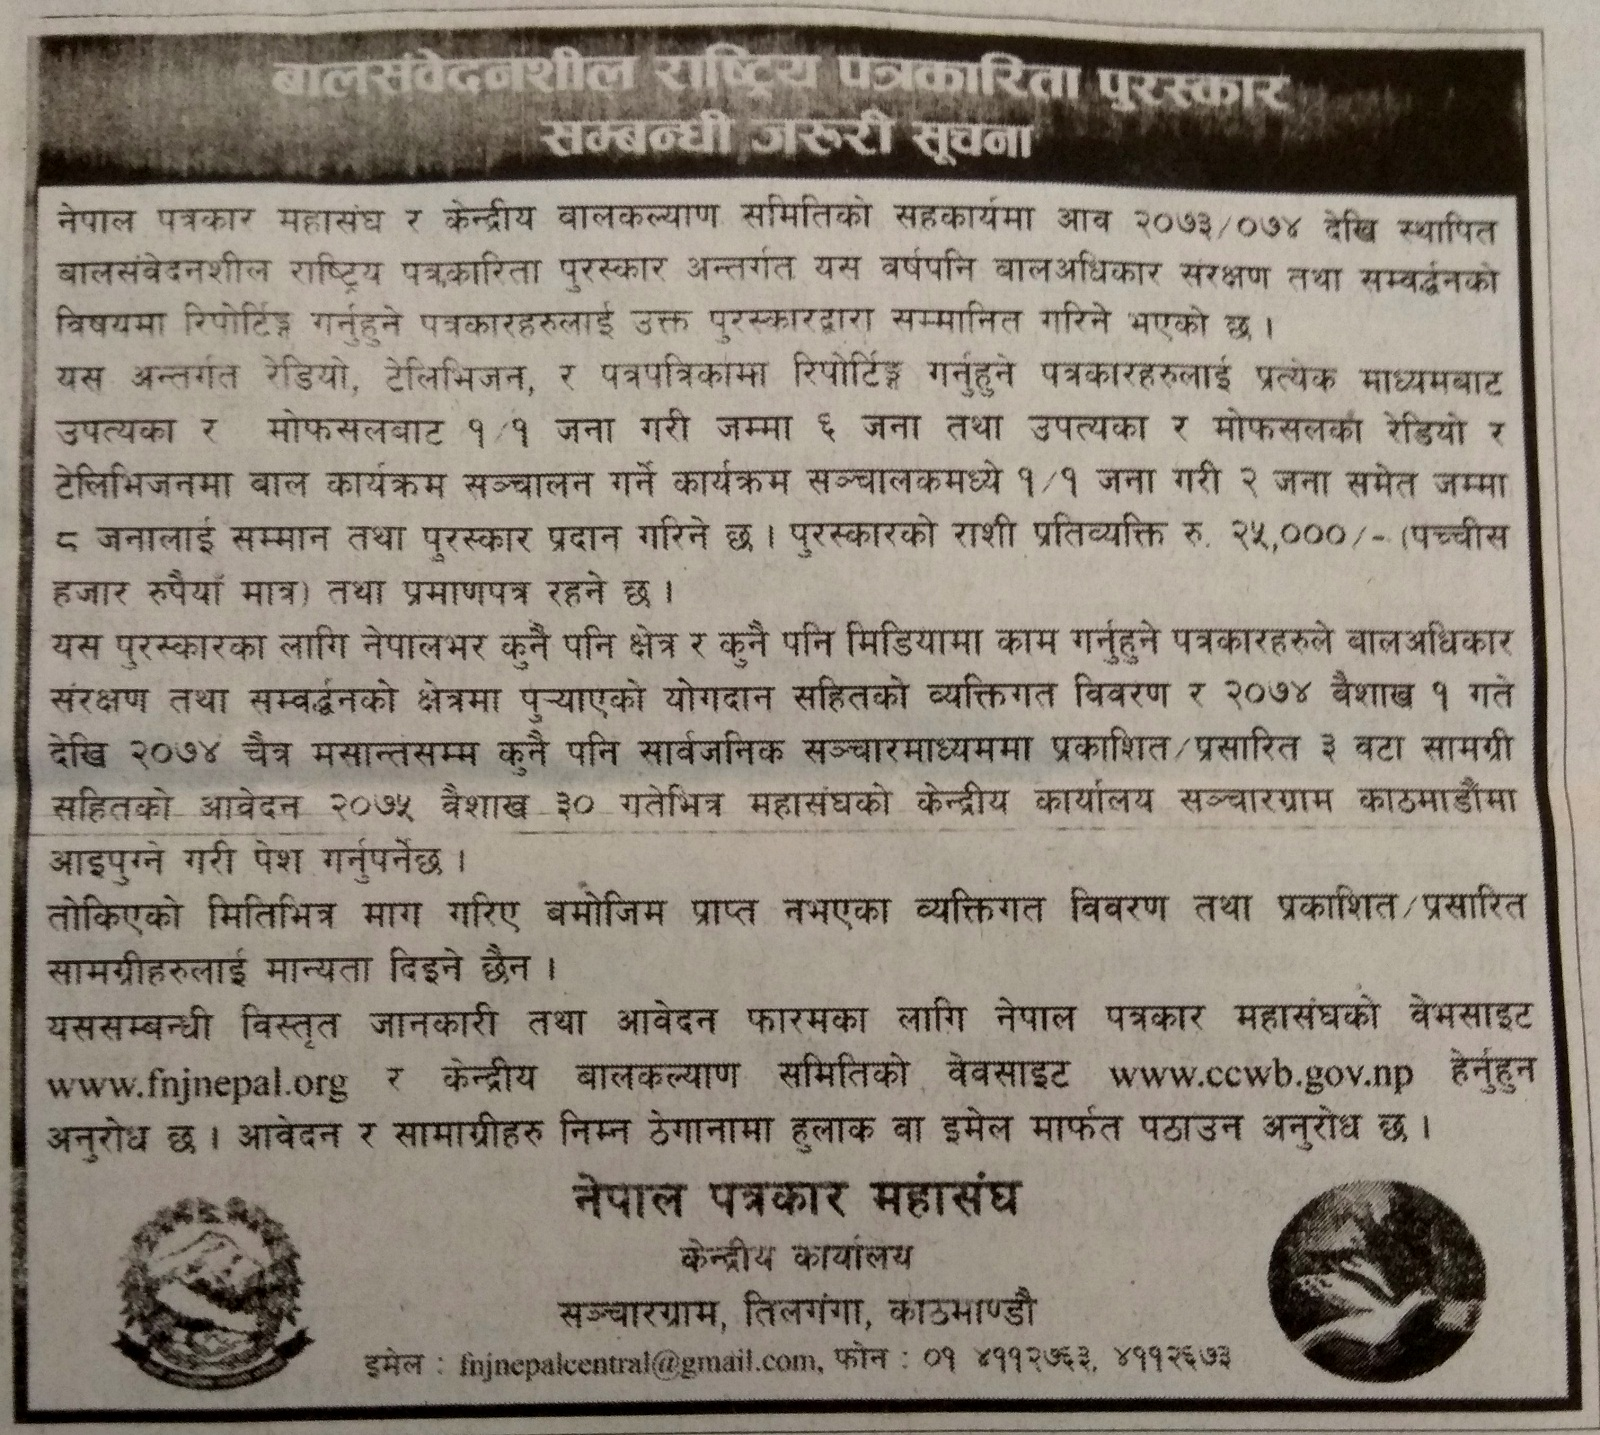 बालसंवेदनशील राष्ट्रिय पत्रकारिता पुरस्कार
सम्बन्धी जरुरी सूचना
नेपाल पत्रकार महासंघ र केन्द्रीय बालकल्याण समितिको सहकार्यमा आव २०७३/०७४ देखि स्थापित
बालसंवेदनशील राष्ट्रिय पत्रकारिता पुरस्कार अन्तर्गत यस वर्षपनि बालअधिकार संरक्षण तथा सम्वर्द्धनको
विषयमा रिपोर्टिङ्ग गर्नुहुने पत्रकारहरुलाई उक्त पुरस्कारद्वारा सम्मानित गरिने भएको छ ।
यस अन्तर्गत रेडियो, टेलिभिजन, र पत्रपत्रिकामा रिपोर्टिङ्ग गर्नुहुने पत्रकारहरुलाई प्रत्येक माध्यमबाट
उपत्यका र मोफसलबाट १/१ जना गरी जम्मा ६ जना तथा उपत्यका र मोफसलका रेडियो र
टेलिभिजनमा बाल कार्यक्रम सञ्चालन गर्ने कार्यक्रम सञ्चालकमध्ये १/१ जना गरी २ जना समेत जम्मा
८ जनालाई सम्मान तथा पुरस्कार प्रदान गरिने छ । पुरस्कारको राशी प्रतिव्यक्ति रु. २५,०००/- (पच्चीस
हजार रुपैयाँ मात्र) तथा प्रमाणपत्र रहने छ ।
यस पुरस्कारका लागि नेपालभर कुनै पनि क्षेत्र र कुनै पनि मिडियामा काम गर्नुहुने पत्रकारहरुले बालअधिकार
संरक्षण तथा सम्वर्द्धनको क्षेत्रमा पुऱ्याएको योगदान सहितको व्यक्तिगत विवरण र २०७४ वैशाख १ गते
देखि २०७४ चैत्र मसान्तसम्म कुनै पनि सार्वजनिक सञ्चारमाध्यममा प्रकाशित/प्रसारित ३ वटा सामग्री
सहितको आवेदन २०७५ वैशाख ३० गतेभित्र महासंघको केन्द्रीय कार्यालय सञ्चारग्राम काठमाडौंमा
आइपुग्ने गरी पेश गर्नुपर्नेछ ।
तोकिएको मितिभित्र माग गरिए बमोजिम प्राप्त नभएका व्यक्तिगत विवरण तथा प्रकाशित/प्रसारित
सामग्रीहरुलाई मान्यता दिइने छैन ।
यससम्बन्धी विस्तृत जानकारी तथा आवेदन फारमका लागि नेपाल पत्रकार महासंघको वेभसाइट
www.fnjnepal.org र केन्द्रीय बालकल्याण समितिको वेवसाइट www.ccwb.gov.np हेर्नुहुन
अनुरोध छ । आवेदन र सामाग्रीहरु निम्न ठेगानामा हुलाक वा इमेल मार्फत पठाउन अनुरोध छ ।
नेपाल पत्रकार महासंघ
केन्द्रीय कार्यालय
सञ्चारग्राम, तिलगंगा, काठमाण्डौ
इमेल : fnjnepalcentral@gmail.com, फोन : ०१ ४११२७६३, ४११२६७३